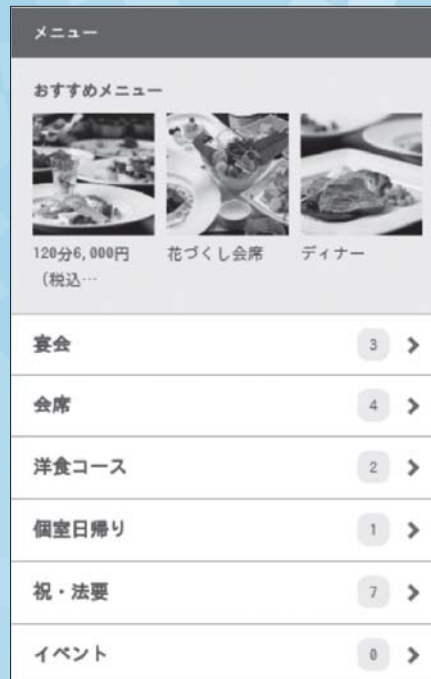 メニュー
おすすめメニュー
120分6,000円
（税込…
花づくし会席
ディナー
宴会
3
会席
4
洋食コース
2
個室日帰り
1
祝・法要
7
イベント
0